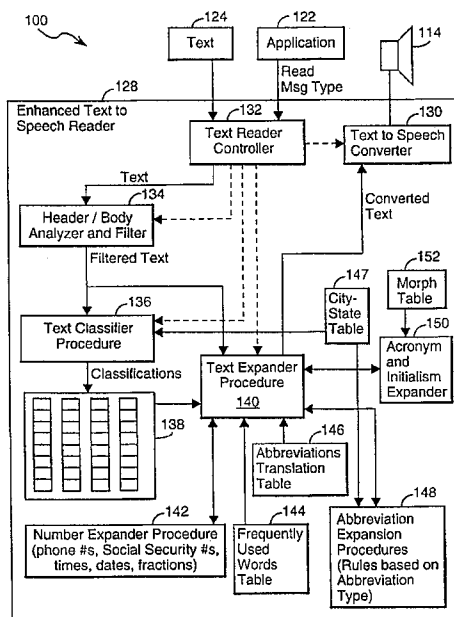 100
124
Text
122
Application
114
Read
Msg Type
128
Enhanced Text to
Speech Reader
132
Text Reader
Controller
130
Text to Speech
Converter
Text
134
Header / Body
Analyzer and Filter
Converted
Text
Filtered Text
152
Morph
Table
147
City-
State
Table
136
Text Classifier
Procedure
150
Acronym
and
Initialism
Expander
Classifications
Text Expander
Procedure
140
138
146
Abbreviations
Translation
Table
142
Number Expander Procedure
(phone #s, Social Security #s,
times, dates, fractions)
144
Frequently
Used
Words
Table
148
Abbreviation
Expansion
Procedures
(Rules based on
Abbreviation
Type)